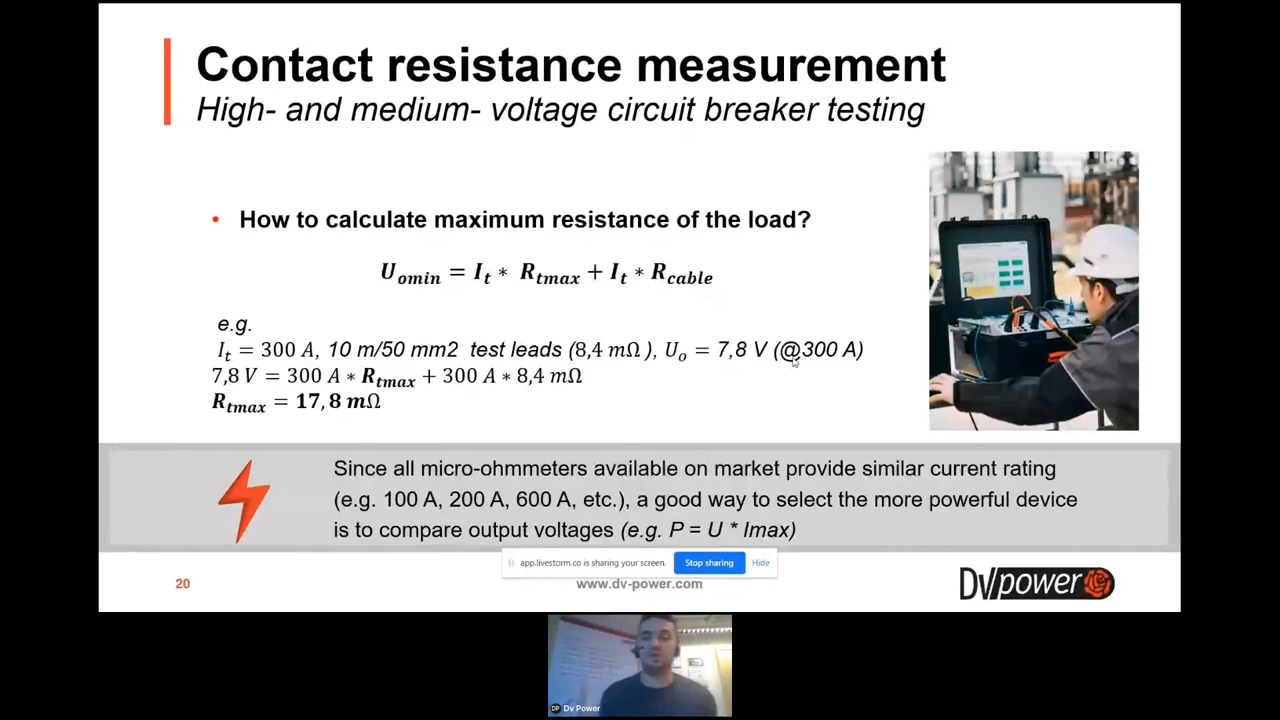 Contact resistance measurement
High- and medium- voltage circuit breaker testing
• How to calculate maximum resistance of the load?
Uomin = It * Rtmax + It * Rcable
e.g.
It = 300 A, 10 m/50 mm2 test leads (8,4 mΩ ), Uo = 7,8 V (@300 A)
7,8 V = 300 A * Rtmax + 300 A * 8,4 mΩ
Rtmax = 17,8 mΩ
Since all micro-ohmmeters available on market provide similar current rating
(e.g. 100 A, 200 A, 600 A, etc.), a good way to select the more powerful device
is to compare output voltages (e.g. P = U * Imax)
app.livestorm.co is sharing your screen. Stop sharing Hide
20
www.dv-power.com
DV power
DP Dv Power